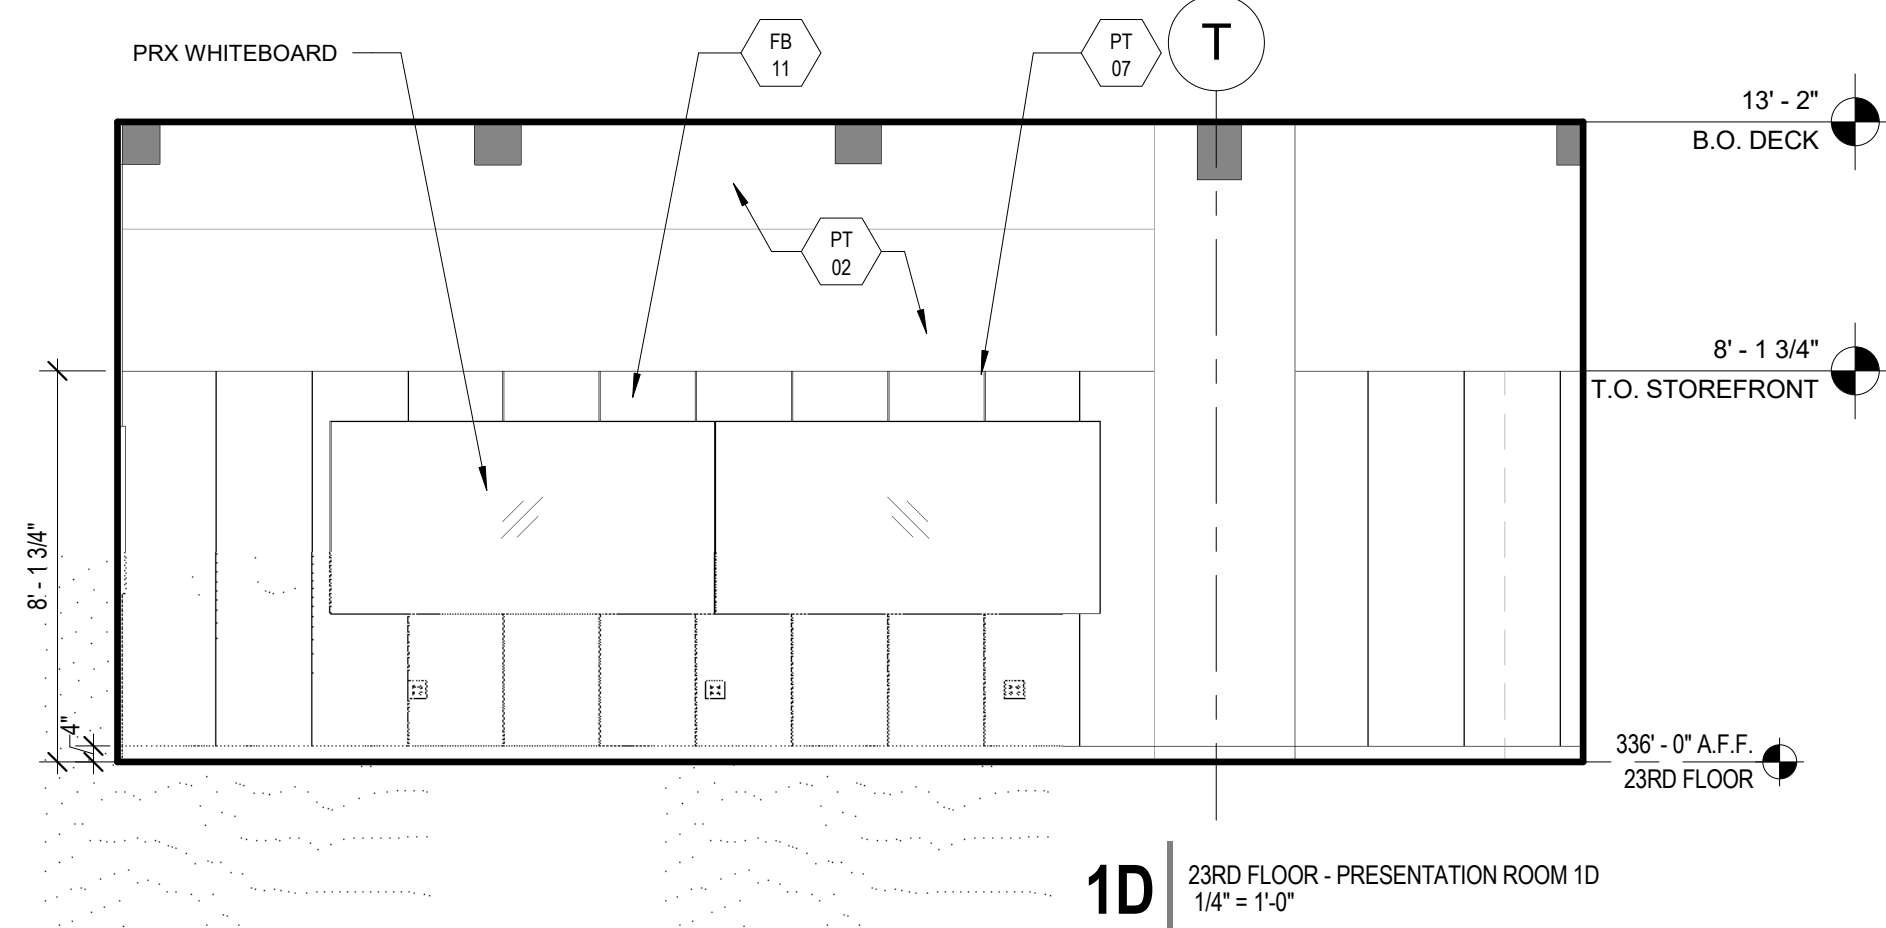 PRX WHITEBOARD
FB
11
PT
07
T
13' - 2"
B.O. DECK
PT
02
8' - 1 3/4"
T.O. STOREFRONT
8' - 1 3/4"
4"
336' - 0" A.F.F.
23RD FLOOR
1D
23RD FLOOR - PRESENTATION ROOM 1D
1/4" = 1'-0"